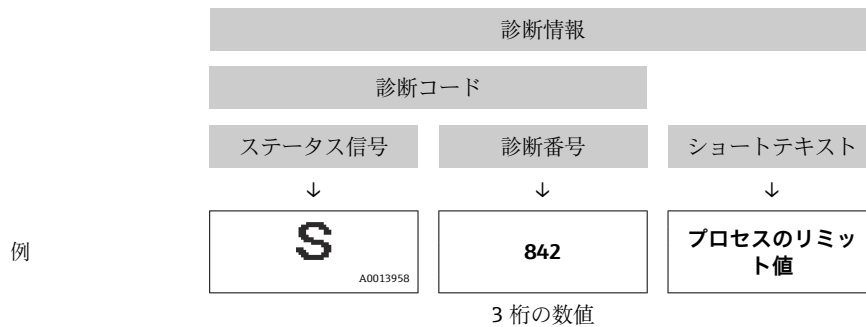 診断情報
診断コード
ステータス信号
診断番号
ショートテキスト
↓
↓
↓
例
S
A0013958
842
プロセスのリミッ
ト値
3 桁の数値